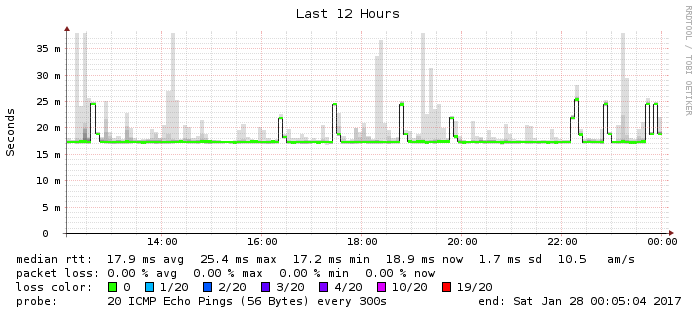 Last 12 Hours
RRDTOOL / TOBI OETIKER
Seconds
35 m
30 m
25 m
20 m
15 m
10 m
5 m
0
14:00 16:00 18:00 20:00 22:00 00:00
median rtt: 17.9 ms avg 25.4 ms max 17.2 ms min 18.9 ms now 1.7 ms sd 10.5 am/s
packet loss: 0.00 % avg 0.00 % max 0.00 % min 0.00 % now
loss color: 0 1/20 2/20 3/20 4/20 10/20 19/20
probe: 20 ICMP Echo Pings (56 Bytes) every 300s end: Sat Jan 28 00:05:04 2017